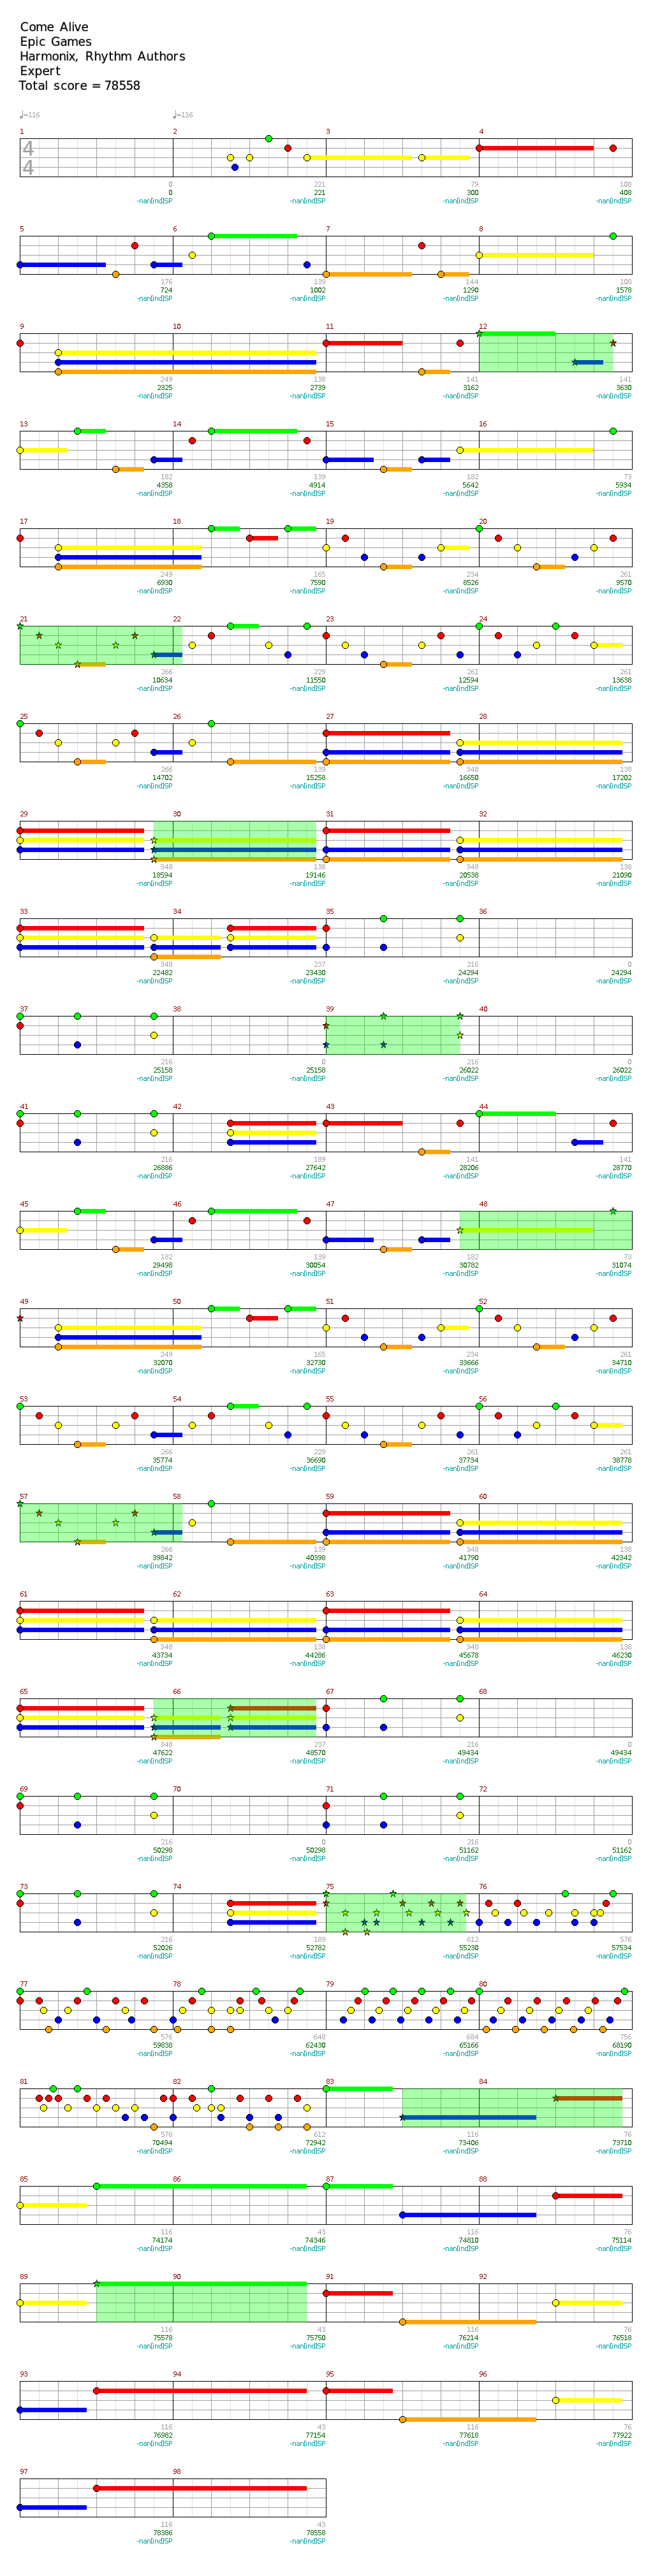 Come Alive
Epic Games
Harmonix, Rhythm Authors
Expert
Total score = 78558
♩=116 ♩=116
1 2 3 4
4
4
0 221 79 108
0 221 300 408
-nan(ind)SP -nan(ind)SP -nan(ind)SP -nan(ind)SP
5 6 7 8
176 139 144 108
724 1002 1290 1578
-nan(ind)SP -nan(ind)SP -nan(ind)SP -nan(ind)SP
9 10 11 12
249 138 141 141
2325 2739 3162 3630
-nan(ind)SP -nan(ind)SP -nan(ind)SP -nan(ind)SP
13 14 15 16
182 139 182 73
4358 4914 5642 5934
-nan(ind)SP -nan(ind)SP -nan(ind)SP -nan(ind)SP
17 18 19 20
249 165 234 261
6930 7590 8526 9570
-nan(ind)SP -nan(ind)SP -nan(ind)SP -nan(ind)SP
21 22 23 24
266 229 261 261
10634 11550 12594 13638
-nan(ind)SP -nan(ind)SP -nan(ind)SP -nan(ind)SP
25 26 27 28
266 139 348 138
14702 15258 16650 17202
-nan(ind)SP -nan(ind)SP -nan(ind)SP -nan(ind)SP
29 30 31 32
348 138 348 138
18594 19146 20538 21090
-nan(ind)SP -nan(ind)SP -nan(ind)SP -nan(ind)SP
33 34 35 36
348 237 216 0
22482 23430 24294 24294
-nan(ind)SP -nan(ind)SP -nan(ind)SP -nan(ind)SP
37 38 39 40
216 0 216 0
25158 25158 26022 26022
-nan(ind)SP -nan(ind)SP -nan(ind)SP -nan(ind)SP
41 42 43 44
216 189 141 141
26886 27642 28206 28770
-nan(ind)SP -nan(ind)SP -nan(ind)SP -nan(ind)SP
45 46 47 48
182 139 182 73
29498 30054 30782 31074
-nan(ind)SP -nan(ind)SP -nan(ind)SP -nan(ind)SP
49 50 51 52
249 165 234 261
32070 32730 33666 34710
-nan(ind)SP -nan(ind)SP -nan(ind)SP -nan(ind)SP
53 54 55 56
266 229 261 261
35774 36690 37734 38778
-nan(ind)SP -nan(ind)SP -nan(ind)SP -nan(ind)SP
57 58 59 60
266 139 348 138
39842 40398 41790 42342
-nan(ind)SP -nan(ind)SP -nan(ind)SP -nan(ind)SP
61 62 63 64
348 138 348 138
43734 44286 45678 46230
-nan(ind)SP -nan(ind)SP -nan(ind)SP -nan(ind)SP
65 66 67 68
348 237 216 0
47622 48570 49434 49434
-nan(ind)SP -nan(ind)SP -nan(ind)SP -nan(ind)SP
69 70 71 72
216 0 216 0
50298 50298 51162 51162
-nan(ind)SP -nan(ind)SP -nan(ind)SP -nan(ind)SP
73 74 75 76
216 189 612 576
52026 52782 55230 57534
-nan(ind)SP -nan(ind)SP -nan(ind)SP -nan(ind)SP
77 78 79 80
576 648 684 756
59838 62430 65166 68190
-nan(ind)SP -nan(ind)SP -nan(ind)SP -nan(ind)SP
81 82 83 84
576 612 116 76
70494 72942 73406 73710
-nan(ind)SP -nan(ind)SP -nan(ind)SP -nan(ind)SP
85 86 87 88
116 43 116 76
74174 74346 74810 75114
-nan(ind)SP -nan(ind)SP -nan(ind)SP -nan(ind)SP
89 90 91 92
116 43 116 76
75578 75750 76214 76518
-nan(ind)SP -nan(ind)SP -nan(ind)SP -nan(ind)SP
93 94 95 96
116 43 116 76
76982 77154 77618 77922
-nan(ind)SP -nan(ind)SP -nan(ind)SP -nan(ind)SP
97 98
116 43
78386 78558
-nan(ind)SP -nan(ind)SP